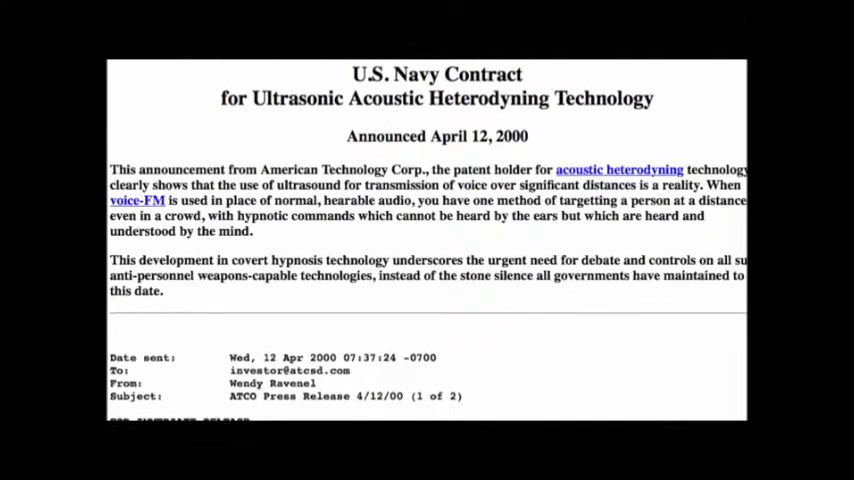 U.S. Navy Contract
for Ultrasonic Acoustic Heterodyning Technology
Announced April 12, 2000
This announcement from American Technology Corp., the patent holder for acoustic heterodyning technology
clearly shows that the use of ultrasound for transmission of voice over significant distances is a reality. When
voice-FM is used in place of normal, hearable audio, you have one method of targetting a person at a distance
even in a crowd, with hypnotic commands which cannot be heard by the ears but which are heard and
understood by the mind.
This development in covert hypnosis technology underscores the urgent need for debate and controls on all su
anti-personnel weapons-capable technologies, instead of the stone silence all governments have maintained to
this date.
Date sent: Wed, 12 Apr 2000 07:37:24 -0700
To: investor@atcsd.com
From: Wendy Ravenel
Subject: ATCO Press Release 4/12/00 (1 of 2)